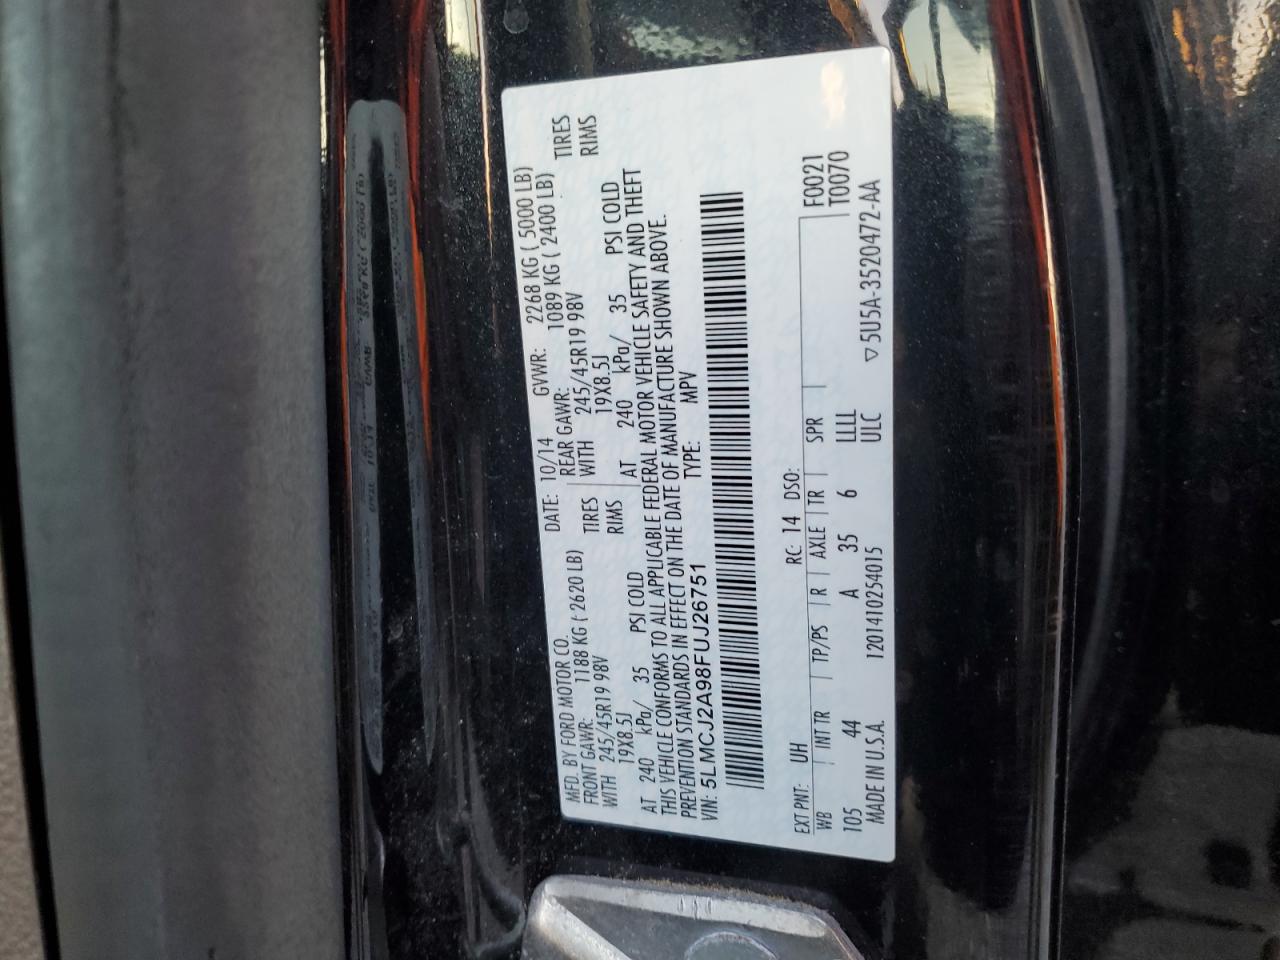 MFD. BY FORD MOTOR CO.
DATE: 10/14 GVWR: 2268 KG ( 5000 LB)
FRONT GAWR: 1188 KG ( 2620 LB) REAR GAWR: 1089 KG ( 2400 LB)
WITH 245/45R19 98V TIRES WITH 245/45R19 98V TIRES
19X8.5J RIMS 19X8.5J RIMS
AT 240 kPa/ 35 PSI COLD AT 240 kPa/ 35 PSI COLD
THIS VEHICLE CONFORMS TO ALL APPLICABLE FEDERAL MOTOR VEHICLE SAFETY AND THEFT
PREVENTION STANDARDS IN EFFECT ON THE DATE OF MANUFACTURE SHOWN ABOVE.
VIN: 5LMCJ2A98FUJ26751 TYPE: MPV
EXT PNT: UH RC: 14 DSO: F0021
WB INT TR TP/PS R AXLE TR SPR T0070
105 44 A 35 6 LLLL
MADE IN U.S.A. 1201410254015 ULC ▽5U5A-3520472-AA